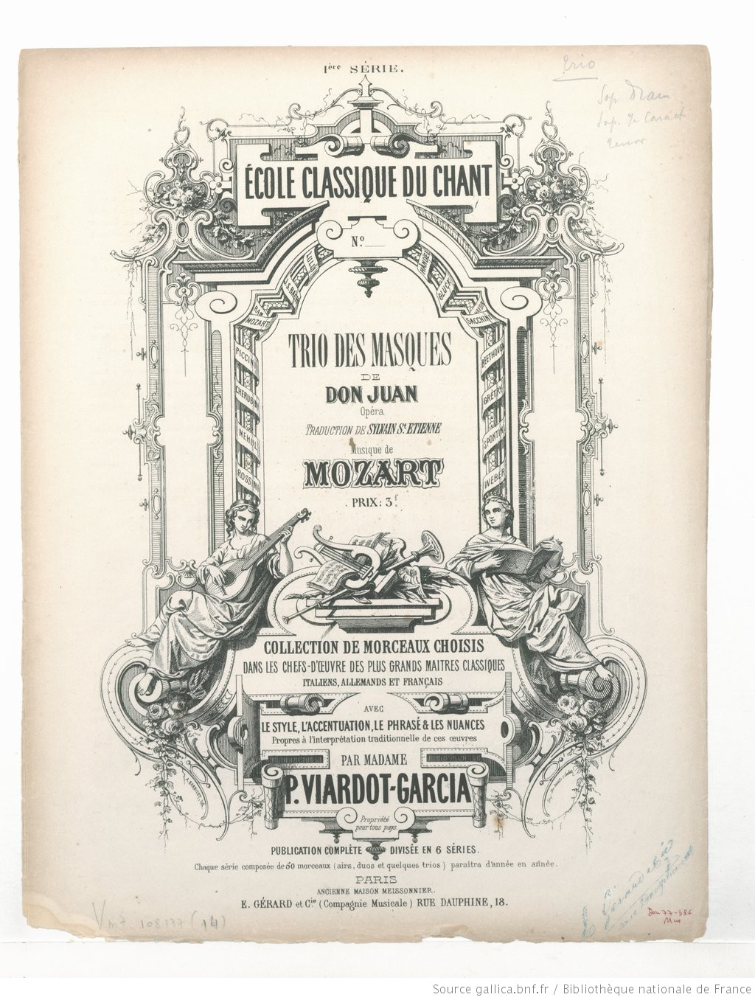 1ère SÉRIE.
Trio
Sop Dram
Tenor
ÉCOLE CLASSIQUE DU CHANT
No.
LULLI
HAENDEL
S. BACH
GLUCK
MOZART
SACCHINI
PICCINI
BEETHOVEN
CHERUBINI
GRÉTRY
MEHUL
SPONTINI
ROSSINI
WEBER
TRIO DES MASQUES
DE
DON JUAN
Opéra
TRADUCTION DE SYLVAIN St. ETIENNE
Musique de
MOZART
PRIX: 3f.
COLLECTION DE MORCEAUX CHOISIS
DANS LES CHEFS-D'ŒUVRE DES PLUS GRANDS MAITRES CLASSIQUES
ITALIENS, ALLEMANDS ET FRANÇAIS
AVEC
LE STYLE, L'ACCENTUATION, LE PHRASÉ & LES NUANCES
Propres à l'interprétation traditionnelle de ces œuvres
PAR MADAME
P. VIARDOT-GARCIA
Propriété
pour tous pays.
PUBLICATION COMPLÈTE DIVISÉE EN 6 SÉRIES.
Chaque série composée de 50 morceaux (airs, duos et quelques trios) paraîtra d'année en année.
PARIS
ANCIENNE MAISON MEISSONNIER.
E. GÉRARD et Cie (Compagnie Musicale) RUE DAUPHINE, 18.
Vm7. 108177 (14)
Don 77-386
Mus
Source gallica.bnf.fr / Bibliothèque nationale de France